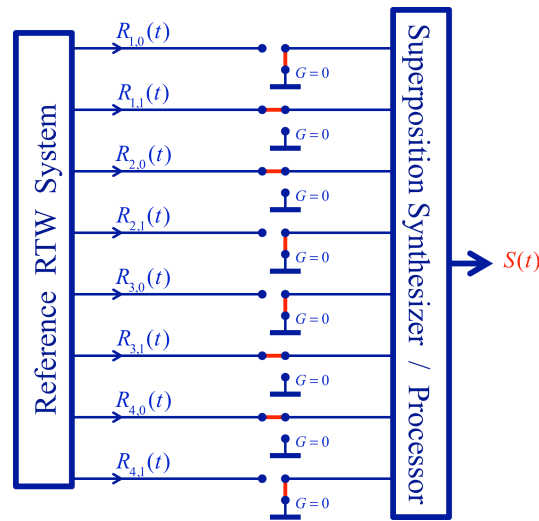 Reference RTW System
R1,0(t)
G = 0
R1,1(t)
G = 0
R2,0(t)
G = 0
R2,1(t)
G = 0
R3,0(t)
G = 0
R3,1(t)
G = 0
R4,0(t)
G = 0
R4,1(t)
G = 0
Superposition Synthesizer / Processor
S(t)